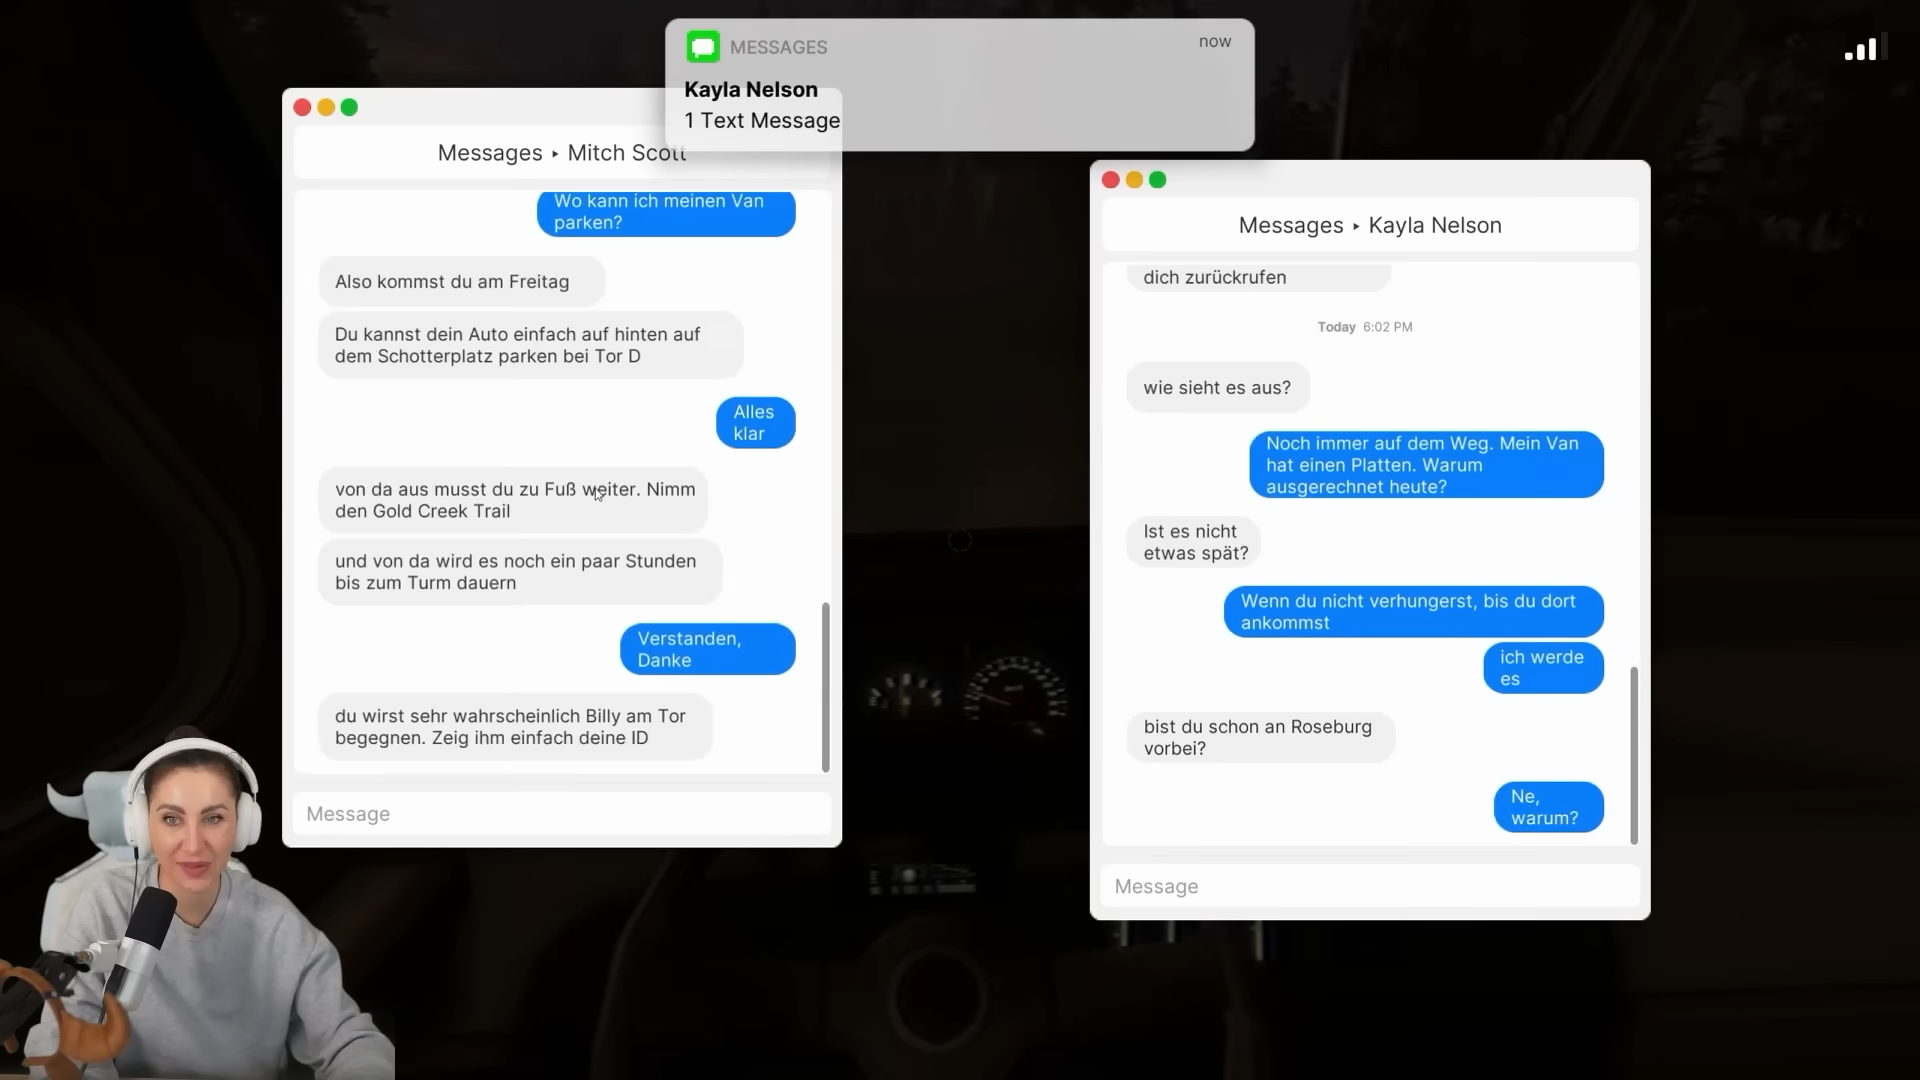 MESSAGES
now
Kayla Nelson
1 Text Message
Messages ▸ Mitch Scott
Wo kann ich meinen Van
parken?
Also kommst du am Freitag
Du kannst dein Auto einfach auf hinten auf
dem Schotterplatz parken bei Tor D
Alles
klar
von da aus musst du zu Fuß weiter. Nimm
den Gold Creek Trail
und von da wird es noch ein paar Stunden
bis zum Turm dauern
Verstanden,
Danke
du wirst sehr wahrscheinlich Billy am Tor
begegnen. Zeig ihm einfach deine ID
Message
Messages ▸ Kayla Nelson
dich zurückrufen
Today 6:02 PM
wie sieht es aus?
Noch immer auf dem Weg. Mein Van
hat einen Platten. Warum
ausgerechnet heute?
Ist es nicht
etwas spät?
Wenn du nicht verhungerst, bis du dort
ankommst
ich werde
es
bist du schon an Roseburg
vorbei?
Ne,
warum?
Message